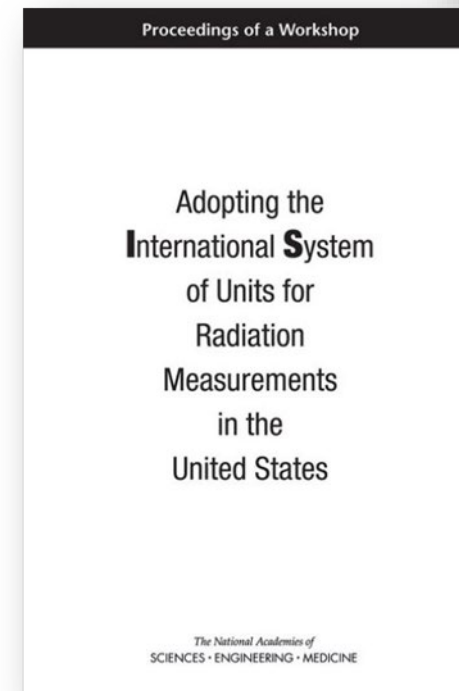 Proceedings of a Workshop
Adopting the
International System
of Units for
Radiation
Measurements
in the
United States
The National Academies of
SCIENCES · ENGINEERING · MEDICINE